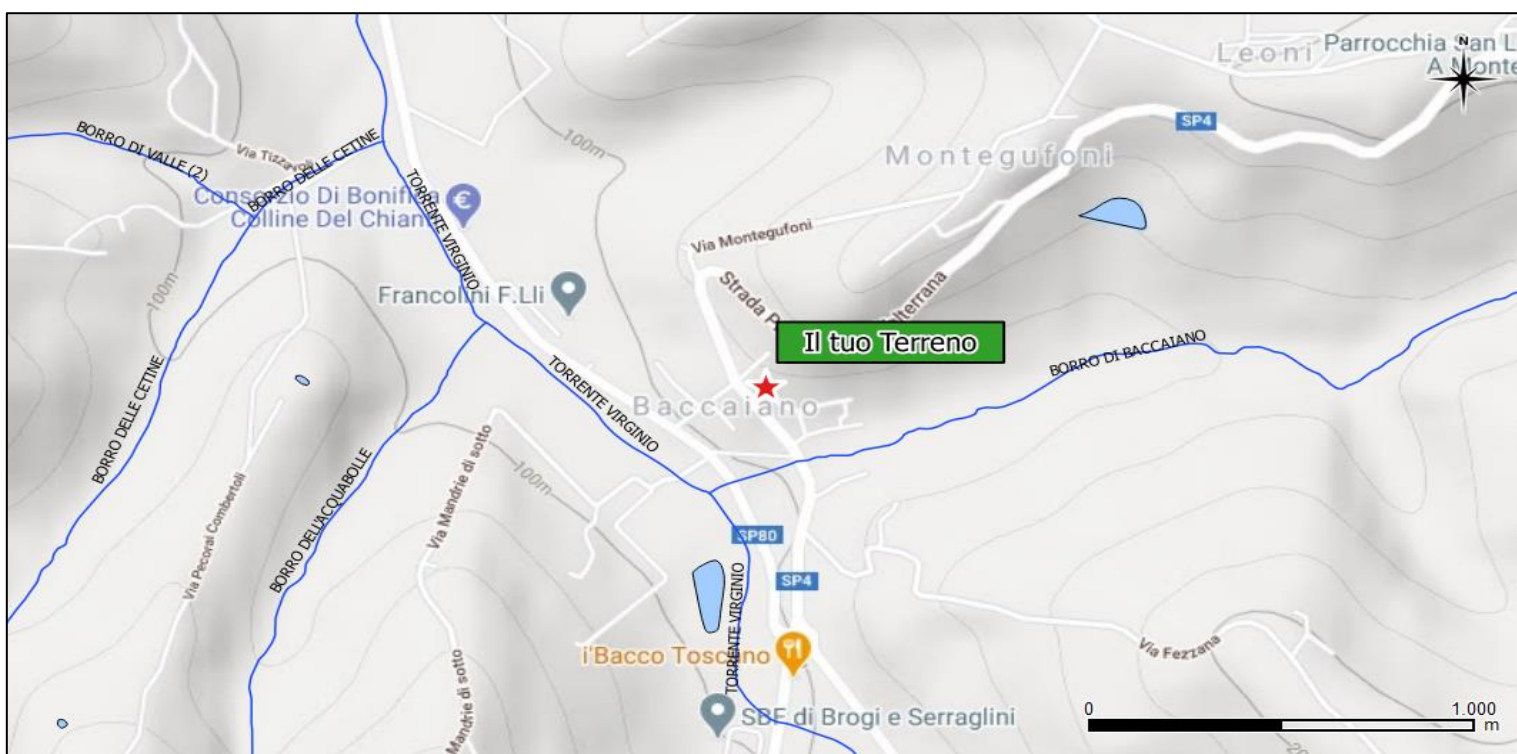 Leoni
Parrocchia San L
A Monte
N
SP4
BORRO DI VALLE (2)
Via Tizzavoli
BORRO DELLE CETINE
100m
Montegufoni
Consorzio Di Bonifica
Colline Del Chian
TORRENTE VIRGINIO
Via Montegufoni
100m
Francolini F.Lli
Strada P
Volterrana
Il tuo Terreno
BORRO DI BACCAIANO
TORRENTE VIRGINIO
Baccaiano
BORRO DELLE CETINE
Via Pecorai Combertoli
BORRO DELL'ACQUABOLLE
Via Mandrie di sotto
100m
SP80
SP4
TORRENTE VIRGINIO
Via Fezzana
i'Bacco Toscano
Via Mandrie di sotto
SBF di Brogi e Serraglini
0
1.000
m